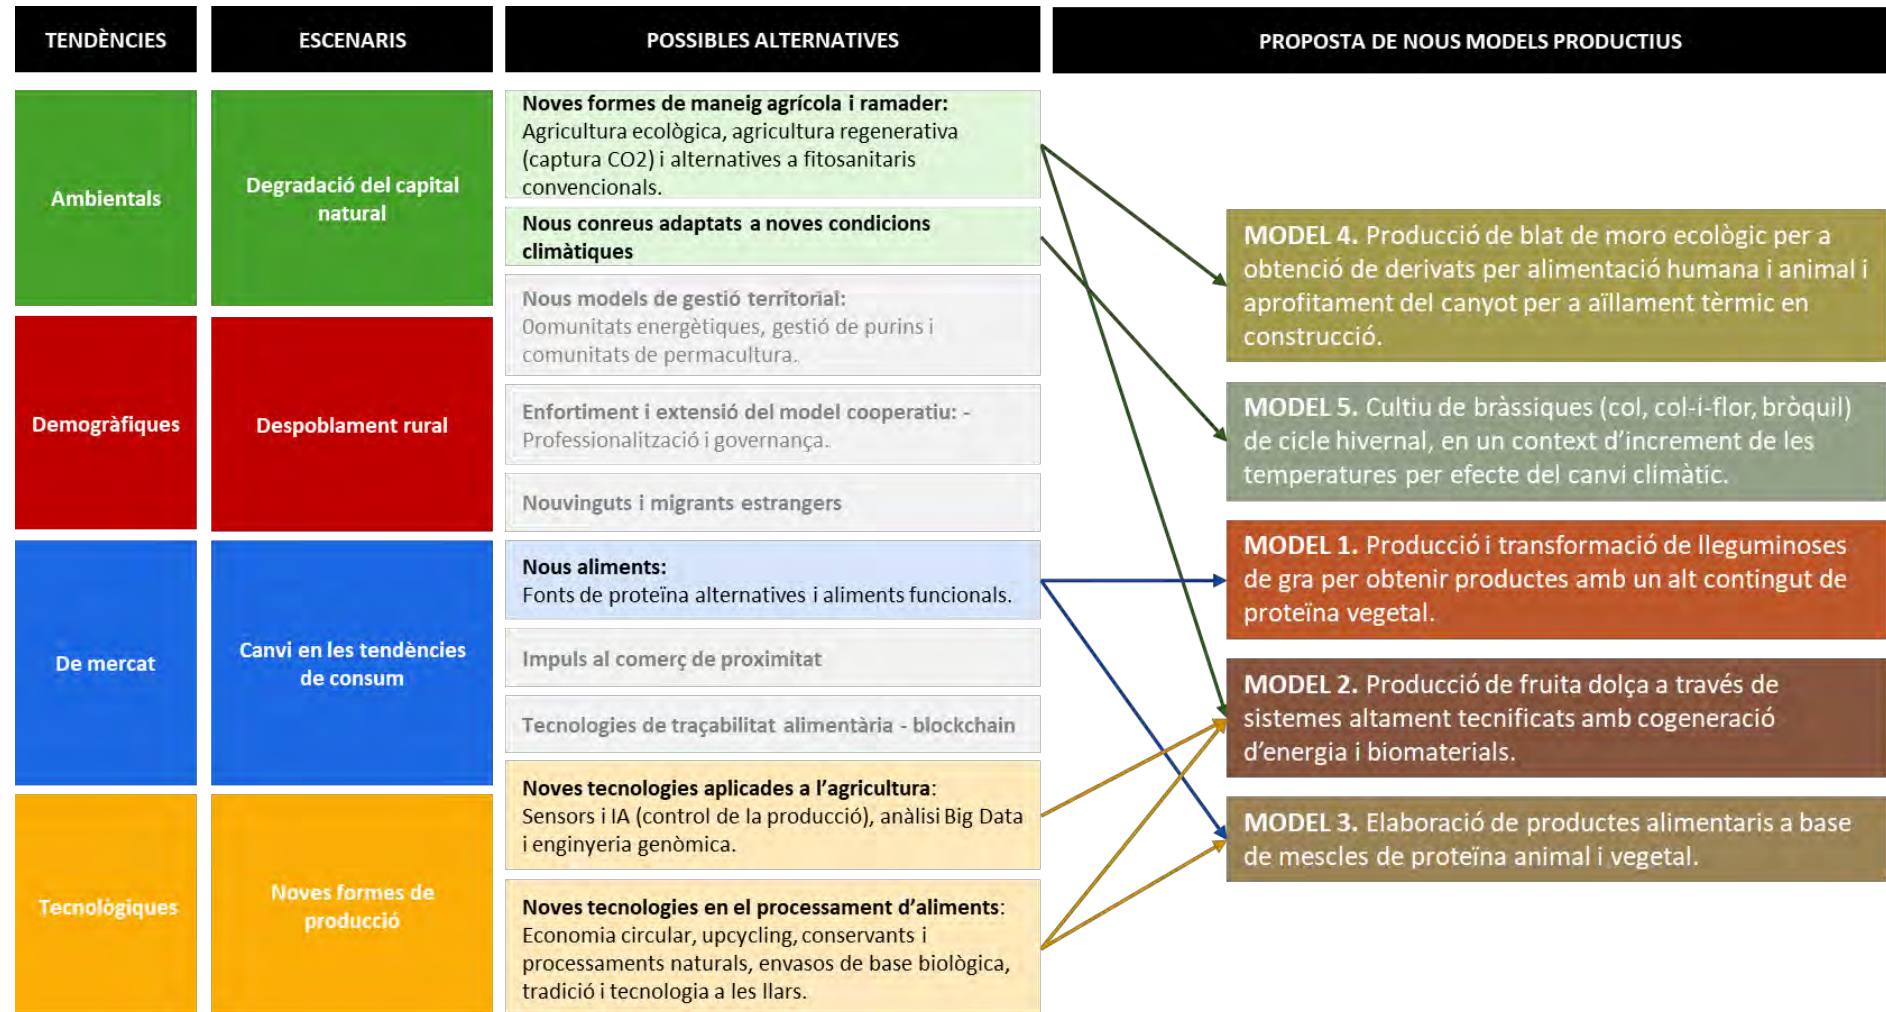 TENDÈNCIES
ESCENARIS
POSSIBLES ALTERNATIVES
PROPOSTA DE NOUS MODELS PRODUCTIUS
Ambientals
Degradació del capital
natural
Noves formes de maneig agrícola i ramader:
Agricultura ecològica, agricultura regenerativa
(captura CO2) i alternatives a fitosanitaris
convencionals.
Nous conreus adaptats a noves condicions
climàtiques
Nous models de gestió territorial:
0omunitats energètiques, gestió de purins i
comunitats de permacultura.
Demogràfiques
Despoblament rural
Enfortiment i extensió del model cooperatiu: -
Professionalització i governança.
Nouvinguts i migrants estrangers
De mercat
Canvi en les tendències
de consum
Nous aliments:
Fonts de proteïna alternatives i aliments funcionals.
Impuls al comerç de proximitat
Tecnologies de traçabilitat alimentària - blockchain
Tecnològiques
Noves formes de
producció
Noves tecnologies aplicades a l'agricultura:
Sensors i IA (control de la producció), anàlisi Big Data
i enginyeria genòmica.
Noves tecnologies en el processament d'aliments:
Economia circular, upcycling, conservants i
processaments naturals, envasos de base biològica,
tradició i tecnologia a les llars.
MODEL 4. Producció de blat de moro ecològic per a
obtenció de derivats per alimentació humana i animal i
aprofitament del canyot per a aïllament tèrmic en
construcció.
MODEL 5. Cultiu de bràssiques (col, col-i-flor, bròquil)
de cicle hivernal, en un context d'increment de les
temperatures per efecte del canvi climàtic.
MODEL 1. Producció i transformació de lleguminoses
de gra per obtenir productes amb un alt contingut de
proteïna vegetal.
MODEL 2. Producció de fruita dolça a través de
sistemes altament tecnificats amb cogeneració
d'energia i biomaterials.
MODEL 3. Elaboració de productes alimentaris a base
de mescles de proteïna animal i vegetal.